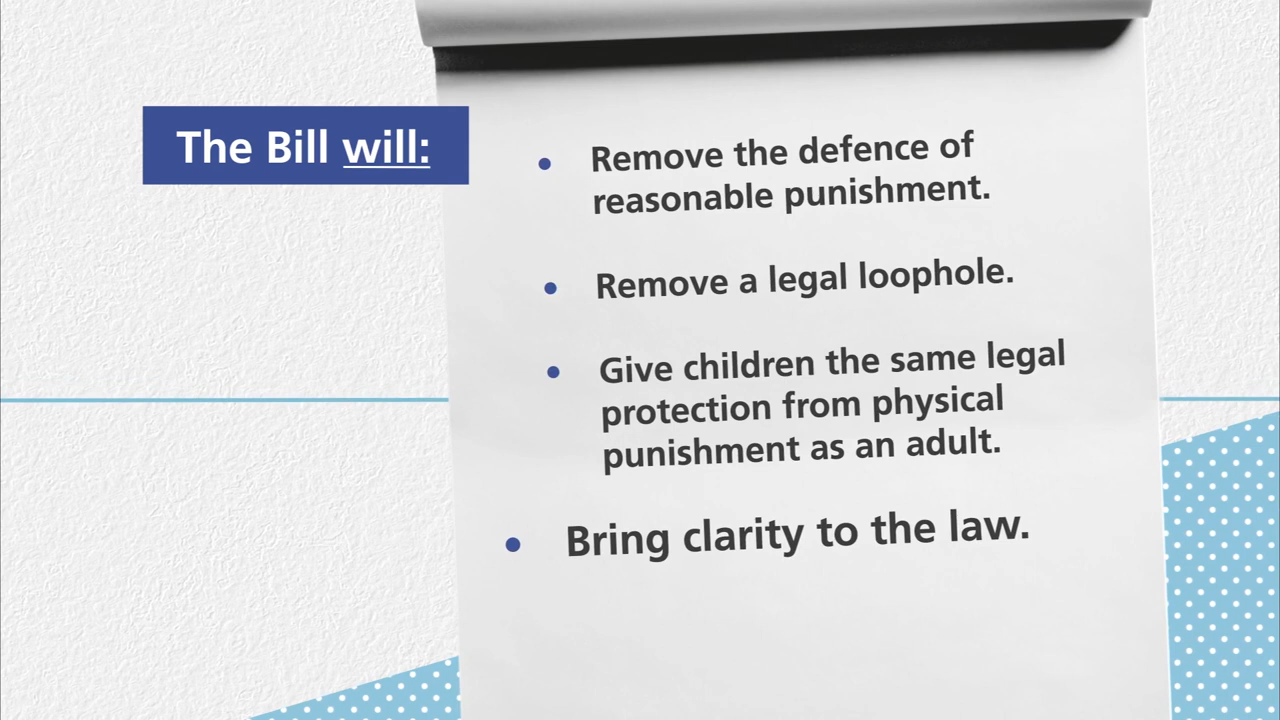 The Bill will:
• Remove the defence of
reasonable punishment.
• Remove a legal loophole.
• Give children the same legal
protection from physical
punishment as an adult.
• Bring clarity to the law.